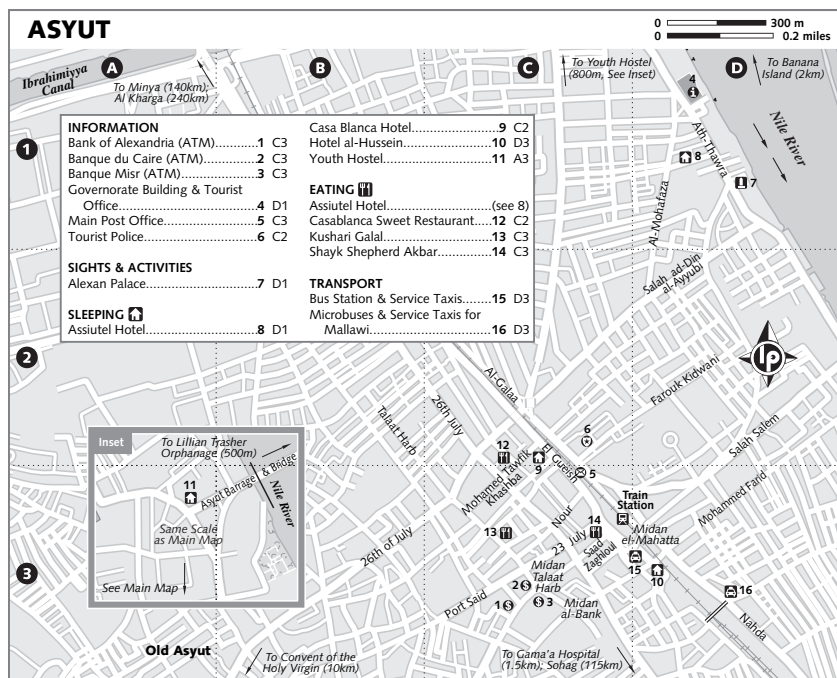 ASYUT
0 300 m
0 0.2 miles
A
B
C
D
1
2
3
Ibrahimiyya
Canal
To Minya (140km);
Al Kharga (240km)
To Youth Hostel
(800m, See Inset)
To Banana
Island (2km)
4
Nile River
Ath-Thawra
8
7
Al-Mohafaza
INFORMATION
Bank of Alexandria (ATM)..............1 C3
Banque du Caire (ATM)................2 C3
Banque Misr (ATM)......................3 C3
Governorate Building & Tourist
Office.......................................4 D1
Main Post Office..........................5 C3
Tourist Police...............................6 C2
SIGHTS & ACTIVITIES
Alexan Palace..............................7 D1
SLEEPING
Assiutel Hotel..............................8 D1
Casa Blanca Hotel........................9 C2
Hotel al-Hussein.........................10 D3
Youth Hostel..............................11 A3
EATING
Assiutel Hotel.........................(see 8)
Casablanca Sweet Restaurant.......12 C2
Kushari Galal.............................13 C3
Shayk Shepherd Akbar................14 C3
TRANSPORT
Bus Station & Service Taxis.........15 D3
Microbuses & Service Taxis for
Mallawi..................................16 D3
Salah ad-Din
al-Ayyubi
lp
Al-Galaa
Farouk Kidwani
Talaat Harb
26th July
6
Salah Salem
12
9
El Gueish
5
Mohamed Tawfik
Khashba
Mohammed Farid
Train
Station
Nour
14
13
23 July
Saad
Zaghloul
Midan
el-Mahatta
15
10
16
26th of July
Midan
Talaat
Harb
2
1
3
Midan
al-Bank
Port Said
Nahda
Inset
To Lillian Trasher
Orphanage (500m)
11
Asyut Barrage & Bridge
Nile River
Same Scale
as Main Map
See Main Map
Old Asyut
To Convent of the
Holy Virgin (10km)
To Gama'a Hospital
(1.5km); Sohag (115km)